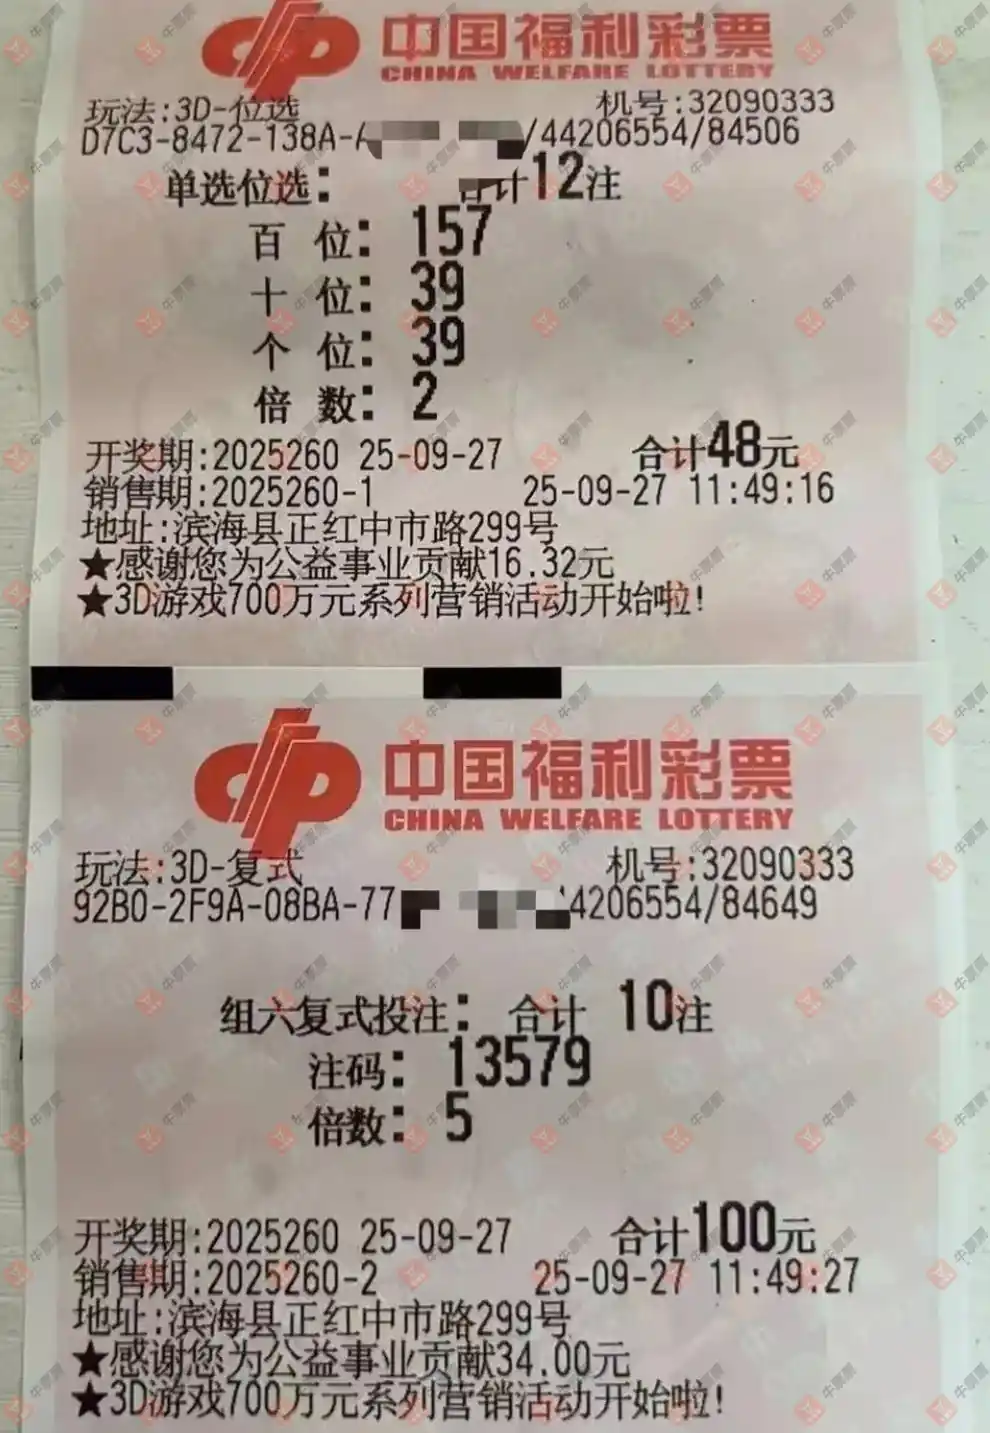 中国福利彩票
CHINA WELFARE LOTTERY
玩法:3D-位选 机号:32090333
D7C3-8472-138A- /44206554/84506
单选位选: 合计12注
百 位: 157
十 位: 39
个 位: 39
倍 数: 2
开奖期:2025260 25-09-27 合计48元
销售期:2025260-1 25-09-27 11:49:16
地址:滨海县正红中市路299号
★感谢您为公益事业贡献16.32元
★3D游戏700万元系列营销活动开始啦!
中国福利彩票
CHINA WELFARE LOTTERY
玩法:3D-复式 机号:32090333
92B0-2F9A-08BA-77 44206554/84649
组六复式投注: 合计 10注
注码: 13579
倍数: 5
开奖期:2025260 25-09-27 合计100元
销售期:2025260-2 25-09-27 11:49:27
地址:滨海县正红中市路299号
★感谢您为公益事业贡献34.00元
★3D游戏700万元系列营销活动开始啦!